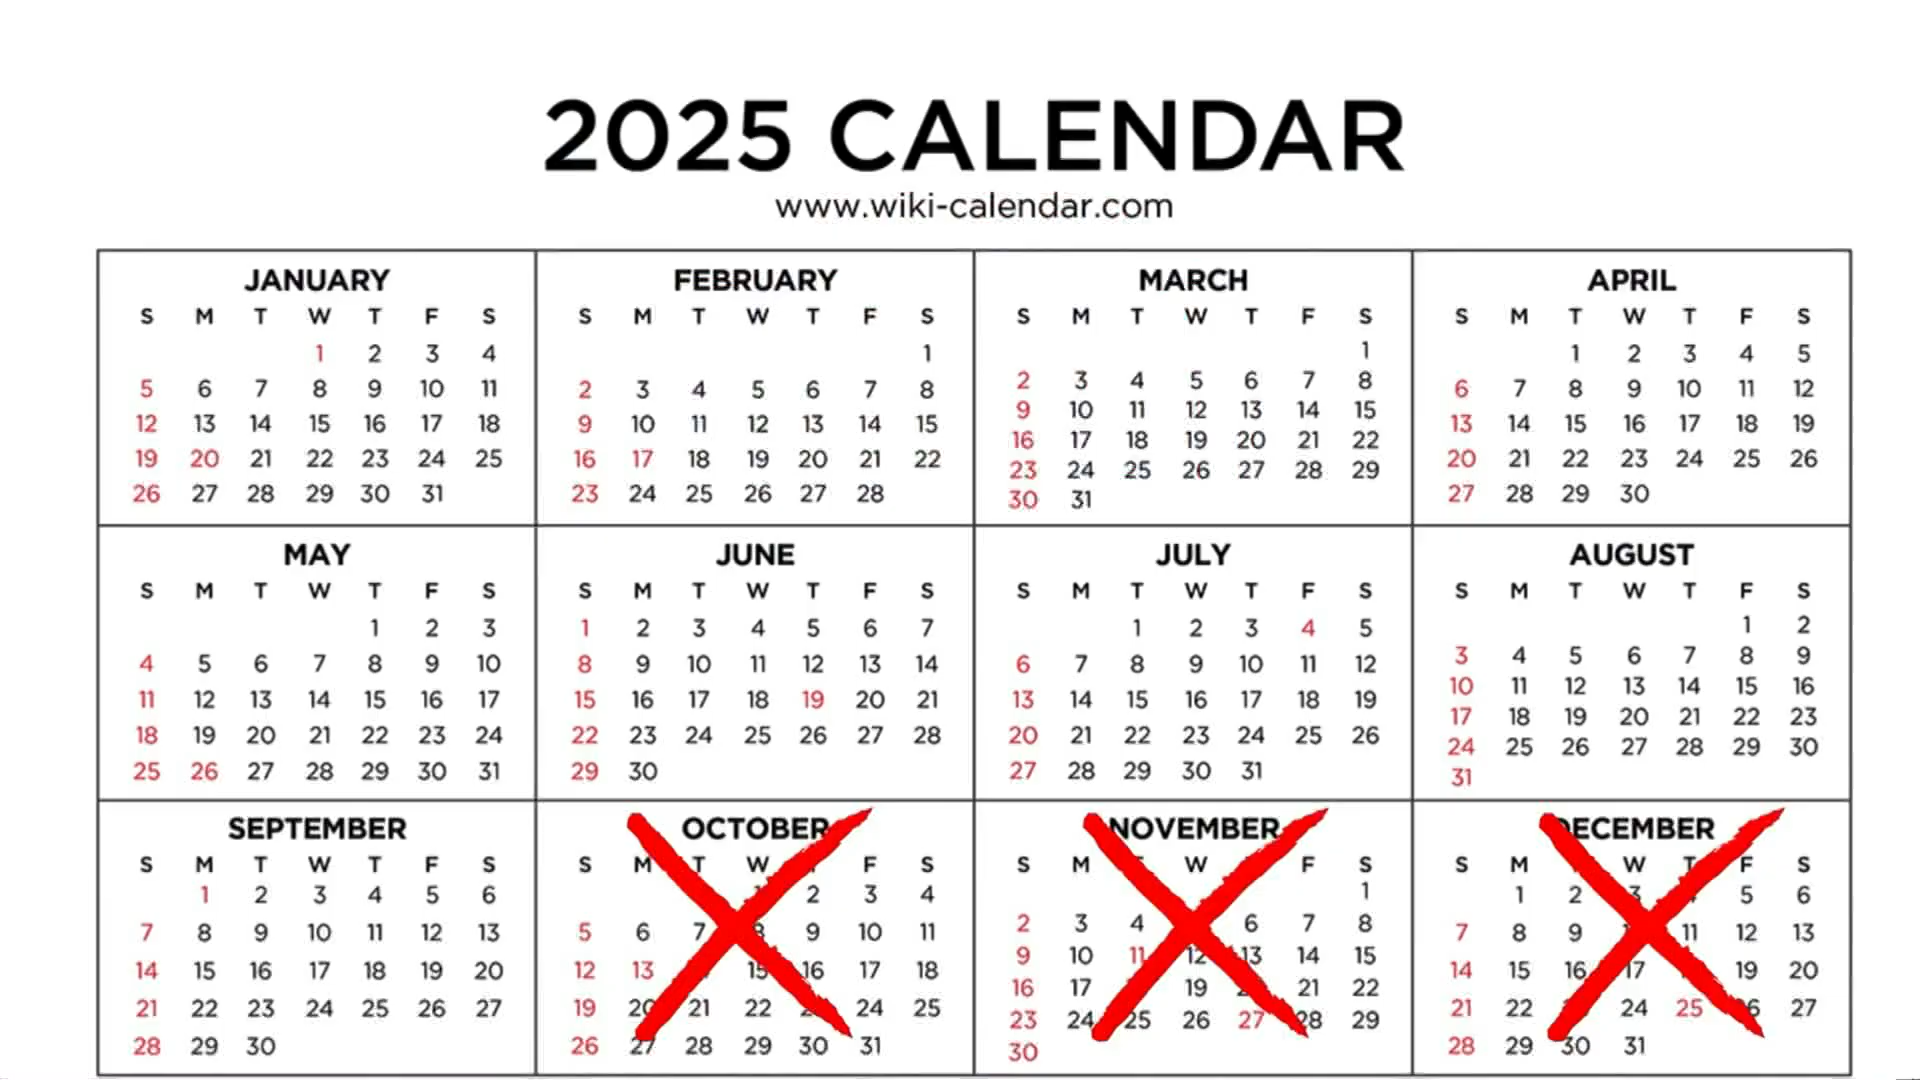 2025 CALENDAR
www.wiki-calendar.com
JANUARY
S M T W T F S
1 2 3 4
5 6 7 8 9 10 11
12 13 14 15 16 17 18
19 20 21 22 23 24 25
26 27 28 29 30 31
FEBRUARY
S M T W T F S
1
2 3 4 5 6 7 8
9 10 11 12 13 14 15
16 17 18 19 20 21 22
23 24 25 26 27 28
MARCH
S M T W T F S
1
2 3 4 5 6 7 8
9 10 11 12 13 14 15
16 17 18 19 20 21 22
23 24 25 26 27 28 29
30 31
APRIL
S M T W T F S
1 2 3 4 5
6 7 8 9 10 11 12
13 14 15 16 17 18 19
20 21 22 23 24 25 26
27 28 29 30
MAY
S M T W T F S
1 2 3
4 5 6 7 8 9 10
11 12 13 14 15 16 17
18 19 20 21 22 23 24
25 26 27 28 29 30 31
JUNE
S M T W T F S
1 2 3 4 5 6 7
8 9 10 11 12 13 14
15 16 17 18 19 20 21
22 23 24 25 26 27 28
29 30
JULY
S M T W T F S
1 2 3 4 5
6 7 8 9 10 11 12
13 14 15 16 17 18 19
20 21 22 23 24 25 26
27 28 29 30 31
AUGUST
S M T W T F S
1 2
3 4 5 6 7 8 9
10 11 12 13 14 15 16
17 18 19 20 21 22 23
24 25 26 27 28 29 30
31
SEPTEMBER
S M T W T F S
1 2 3 4 5 6
7 8 9 10 11 12 13
14 15 16 17 18 19 20
21 22 23 24 25 26 27
28 29 30
OCTOBER
S M T W F S
2 3 4
5 6 7 8 9 10 11
12 13 15 16 17 18
19 20 21 22 24 25
26 27 28 29 30 31
NOVEMBER
S M W F S
1
2 3 4 6 7 8
9 10 11 12 13 14 15
16 17 19 21 22
23 24 25 26 27 28 29
30
DECEMBER
S M W T F S
1 2 3 5 6
7 8 9 11 12 13
14 15 16 17 19 20
21 22 24 25 26 27
28 29 30 31